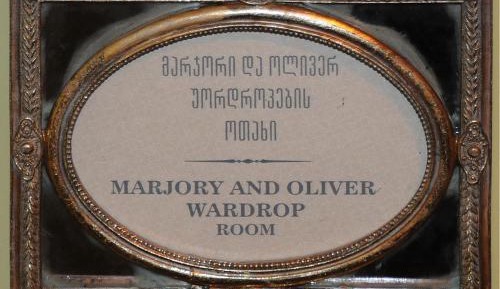 მარჯორი და ოლივერ
უორდროპების
ოთახი
MARJORY AND OLIVER
WARDROP
ROOM